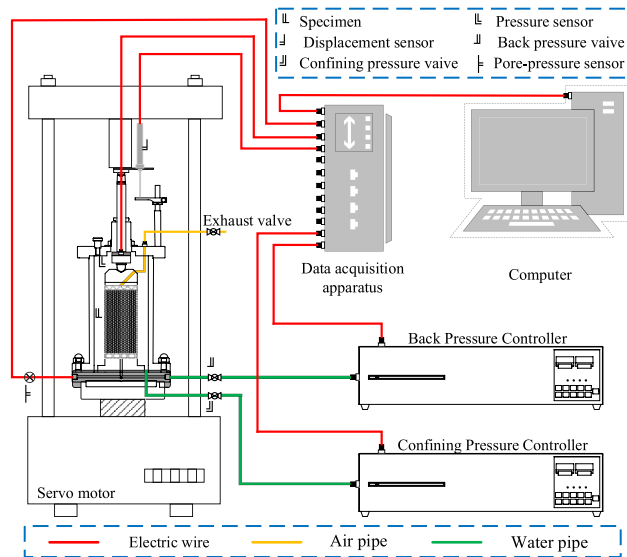 Specimen
Pressure sensor
Displacement sensor
Back pressure vaive
Confining pressure vaive
Pore-pressure sensor
Exhaust valve
Data acquisition
apparatus
Computer
Back Pressure Controller
Confining Pressure Controller
Servo motor
Electric wire
Air pipe
Water pipe